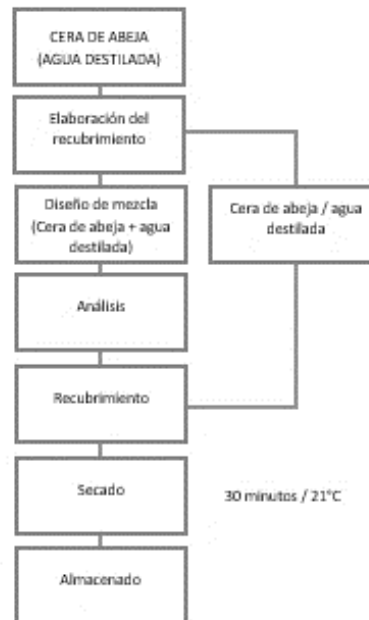 CERA DE ABEJA
(AGUA DESTILADA)
Elaboración del
recubrimiento
Diseño de mezcla
(Cera de abeja + agua
destilada)
Cera de abeja / agua
destilada
Análisis
Recubrimiento
Secado
30 minutos / 21°C
Almacenado